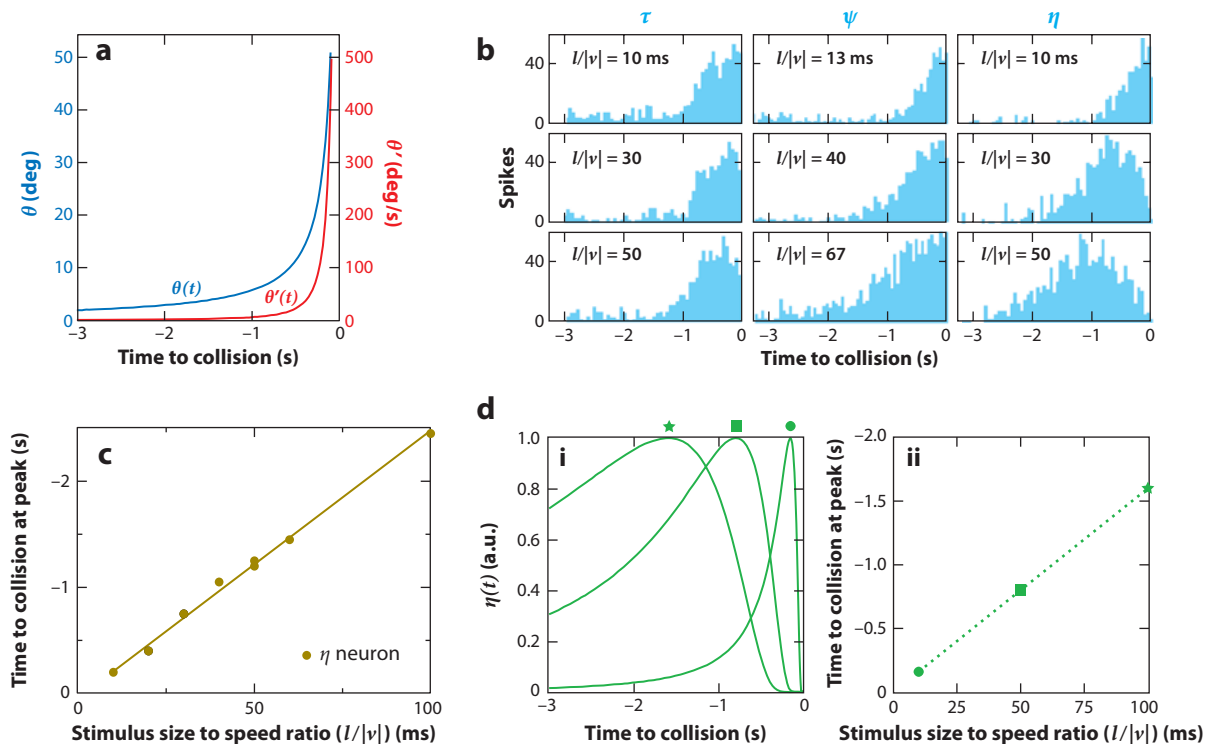 a
50
40
30
20
10
0
θ (deg)
500
400
300
200
100
0
θ′ (deg/s)
θ(t)
θ′(t)
−3
−2
−1
0
Time to collision (s)
b
τ
ψ
η
Spikes
40
0
l/|v| = 10 ms
l/|v| = 13 ms
l/|v| = 10 ms
40
0
l/|v| = 30
l/|v| = 40
l/|v| = 30
40
0
l/|v| = 50
l/|v| = 67
l/|v| = 50
−3 −2 −1 0
−3 −2 −1 0
−3 −2 −1 0
Time to collision (s)
c
Time to collision at peak (s)
−2
−1
0
η neuron
0 50 100
Stimulus size to speed ratio (l/|v|) (ms)
d
i
η(t) (a.u.)
1.0
0.8
0.6
0.4
0.2
0
−3 −2 −1 0
Time to collision (s)
ii
Time to collision at peak (s)
−2.0
−1.5
−1.0
−0.5
0
0 25 50 75 100
Stimulus size to speed ratio (l/|v|) (ms)